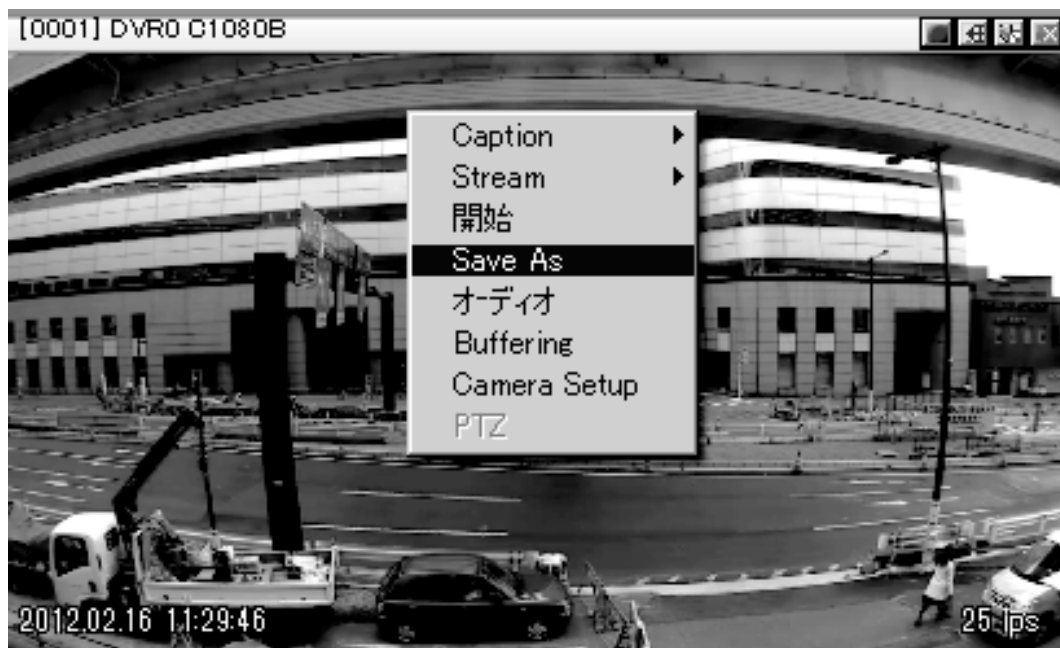 [0001] DVR0 C1080B
Caption
Stream
開始
Save As
オーディオ
Buffering
Camera Setup
PTZ
2012.02.16 11:29:46
25 ips